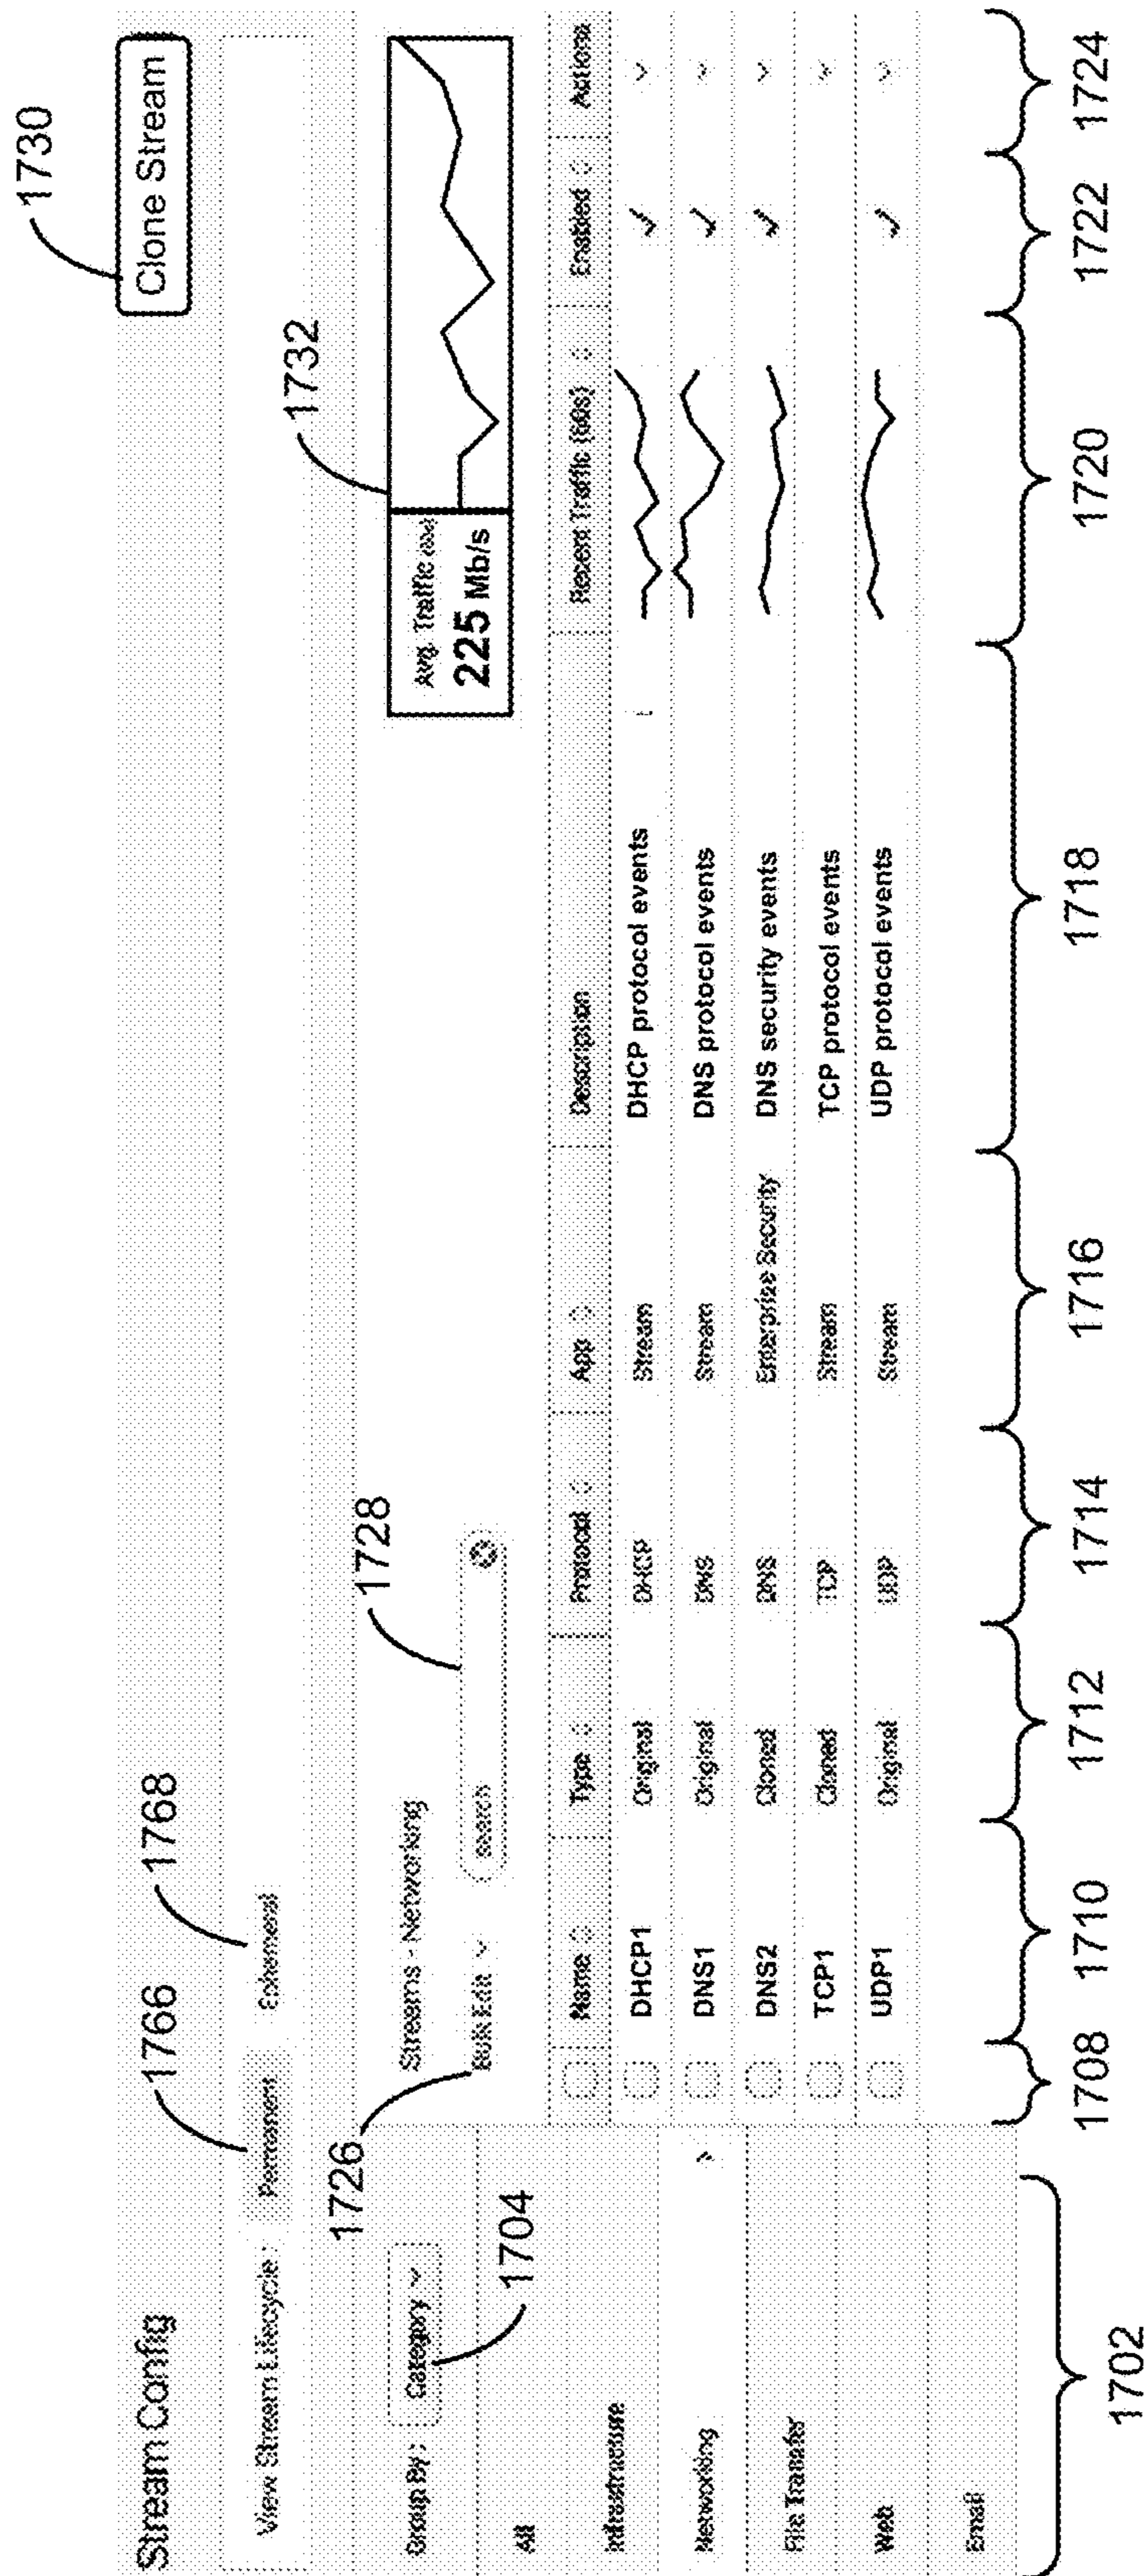 1730
Stream Config
Clone Stream
1766
1768
View Stream Lifecycle :
Permanent
Ephemeral
1732
1726
1728
Group By :
Category
Streams - Networking
Avg. Traffic
225 Mb/s
Bulk Edit
search
1704
All
Name
Type
Protocol
App
Description
Recent Traffic (60s)
Enabled
Actions
Infrastructure
DHCP1 Original DHCP Stream DHCP protocol events
Networking
DNS1 Original DNS Stream DNS protocol events
DNS2 Cloned DNS Enterprise Security DNS security events
File Transfer
TCP1 Cloned TCP Stream TCP protocol events
Web
UDP1 Original UDP Stream UDP protocol events
Email
1702
1708
1710
1712
1714
1716
1718
1720
1722
1724